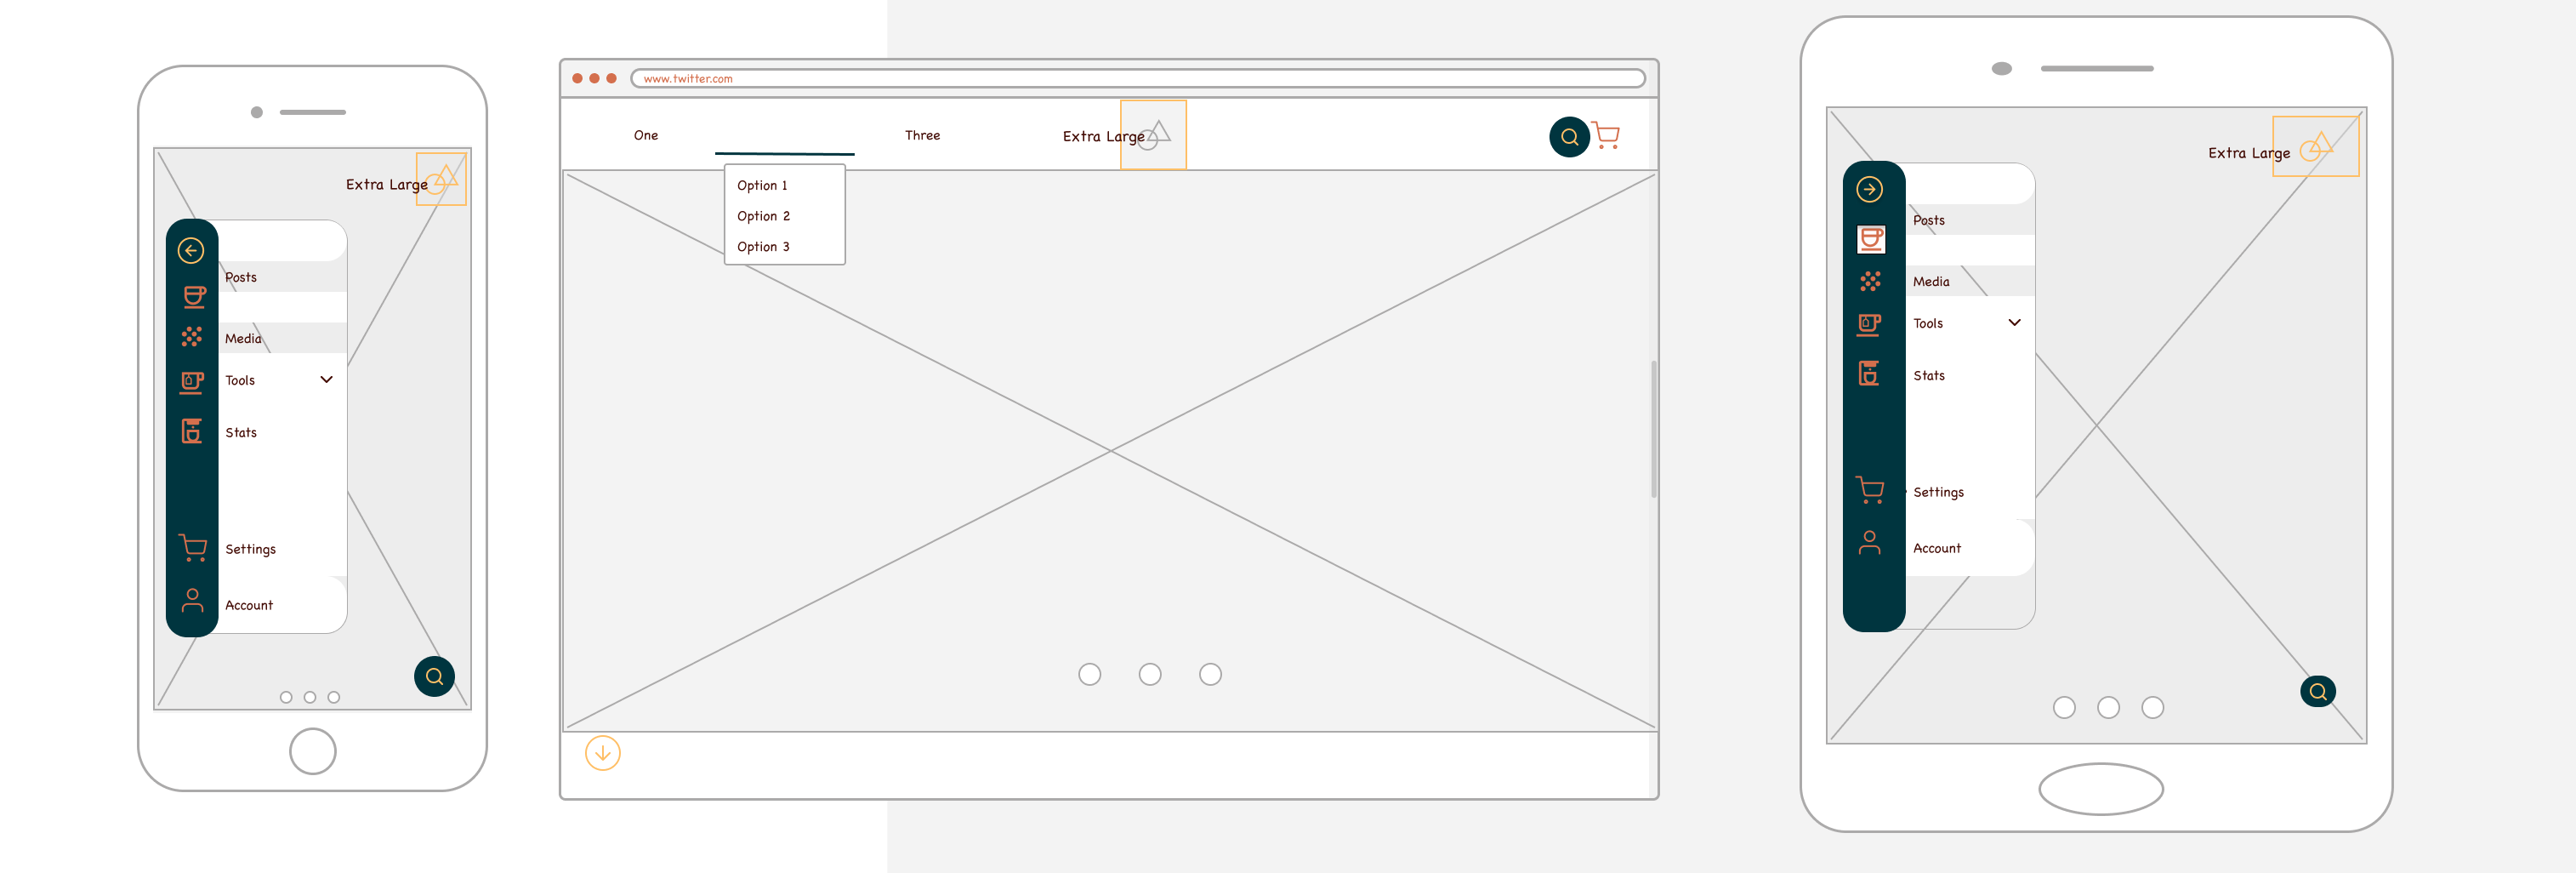 Extra Large
Posts
Media
Tools
Stats
Settings
Account
www.twitter.com
One
Three
Extra Large
Option 1
Option 2
Option 3
Extra Large
Posts
Media
Tools
Stats
Settings
Account